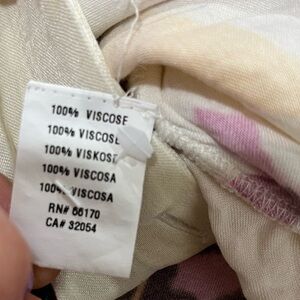 100% VISCOSE
100% VISCOSE
100% VISKOSE
100% VISCOSA
100% VISCOSA
RN# 66170
CA# 32054